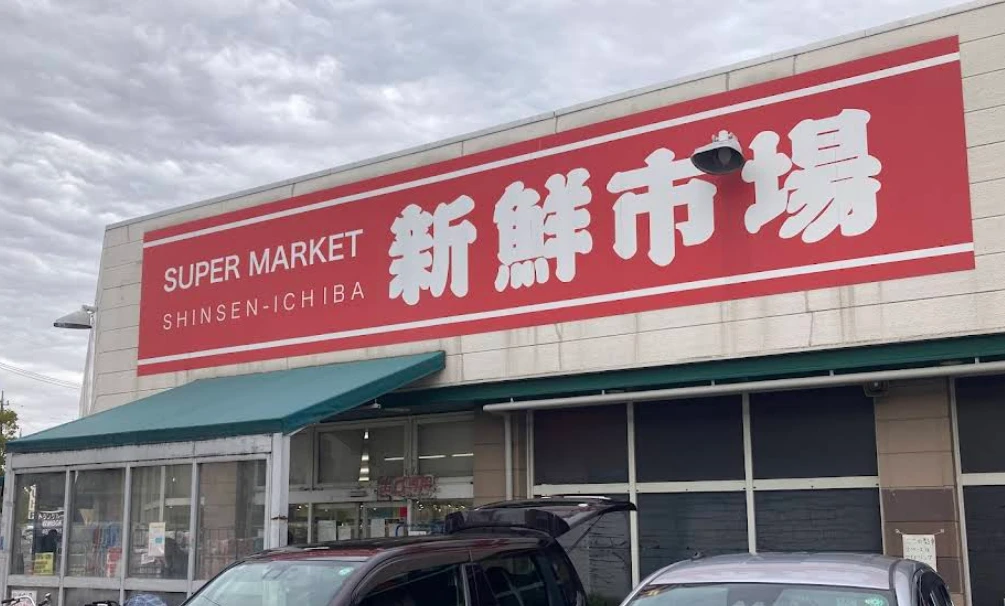 SUPER MARKET
SHINSEN-ICHIBA
新鮮市場